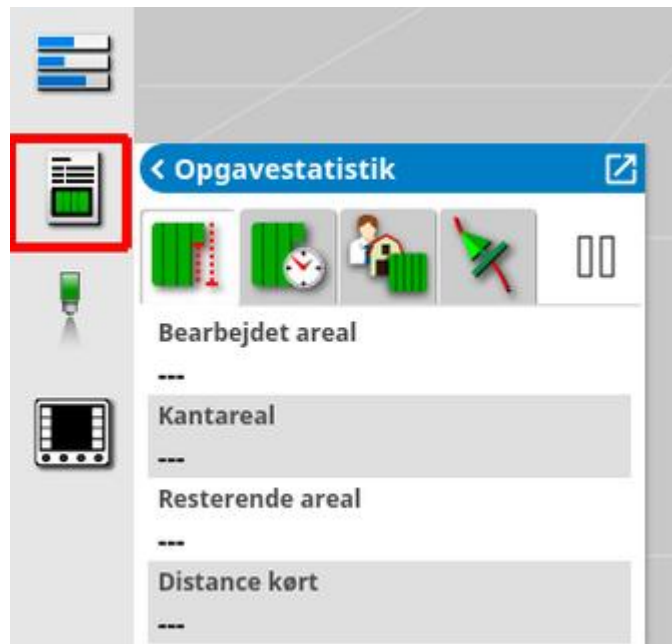 Opgavestatistik
Bearbejdet areal
---
Kantareal
---
Resterende areal
---
Distance kørt
---